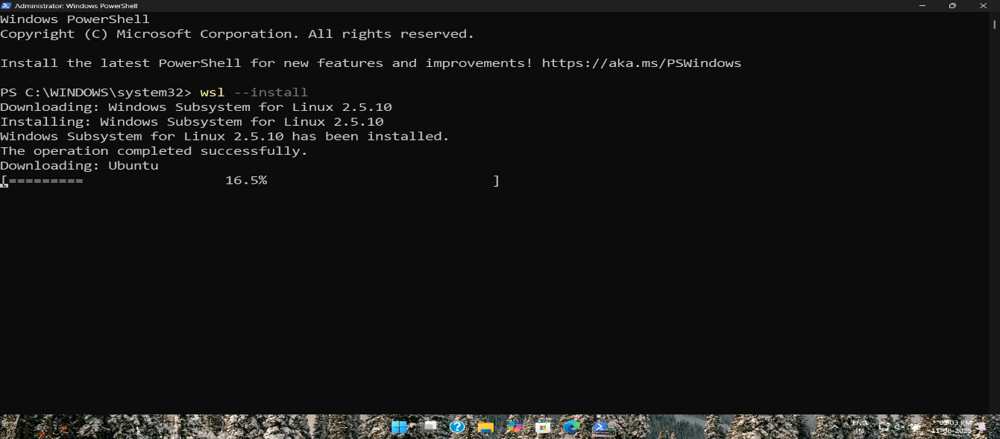 Administrator: Windows PowerShell
Windows PowerShell
Copyright (C) Microsoft Corporation. All rights reserved.
Install the latest PowerShell for new features and improvements! https://aka.ms/PSWindows
PS C:\WINDOWS\system32> wsl --install
Downloading: Windows Subsystem for Linux 2.5.10
Installing: Windows Subsystem for Linux 2.5.10
Windows Subsystem for Linux 2.5.10 has been installed.
The operation completed successfully.
Downloading: Ubuntu
[========= 16.5% ]
ENG
IN
PM
11-08-2025